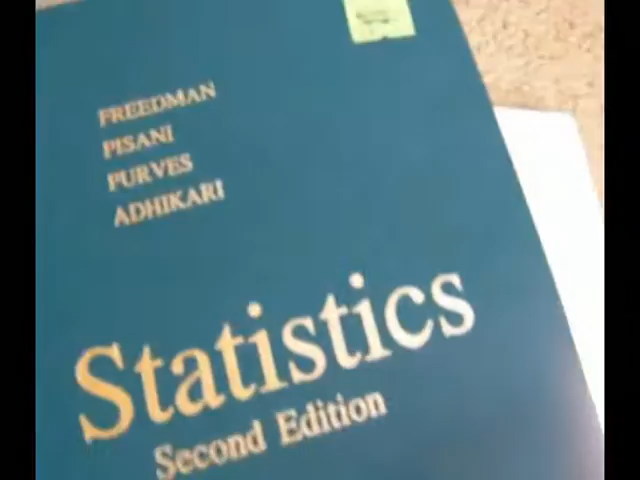 FREEDMAN
PISANI
PURVES
ADHIKARI
Statistics
Second Edition